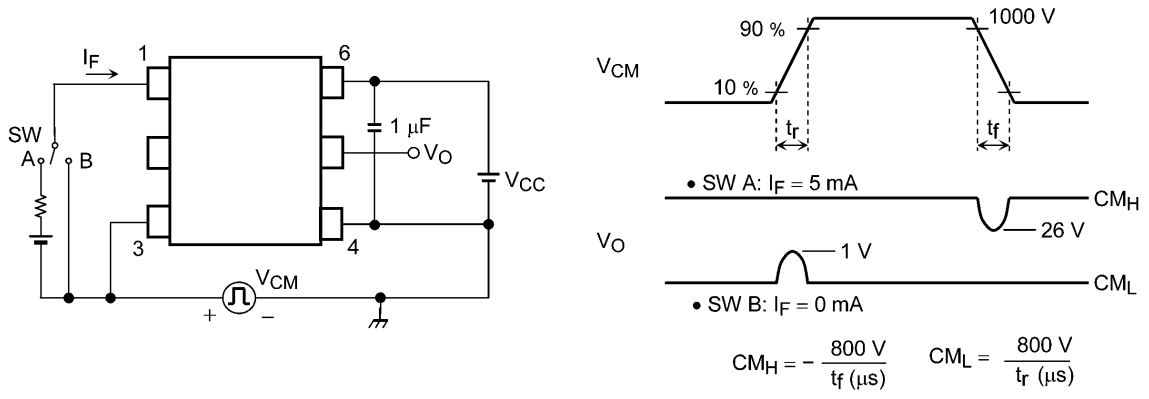 I_F
1
6
SW
A
B
1 μF
V_O
V_CC
3
4
V_CM
+
−
V_CM
90 %
10 %
1000 V
t_r
t_f
• SW A: I_F = 5 mA
CM_H
26 V
V_O
1 V
CM_L
• SW B: I_F = 0 mA
CM_H = − 800 V / t_f (μs)
CM_L = 800 V / t_r (μs)